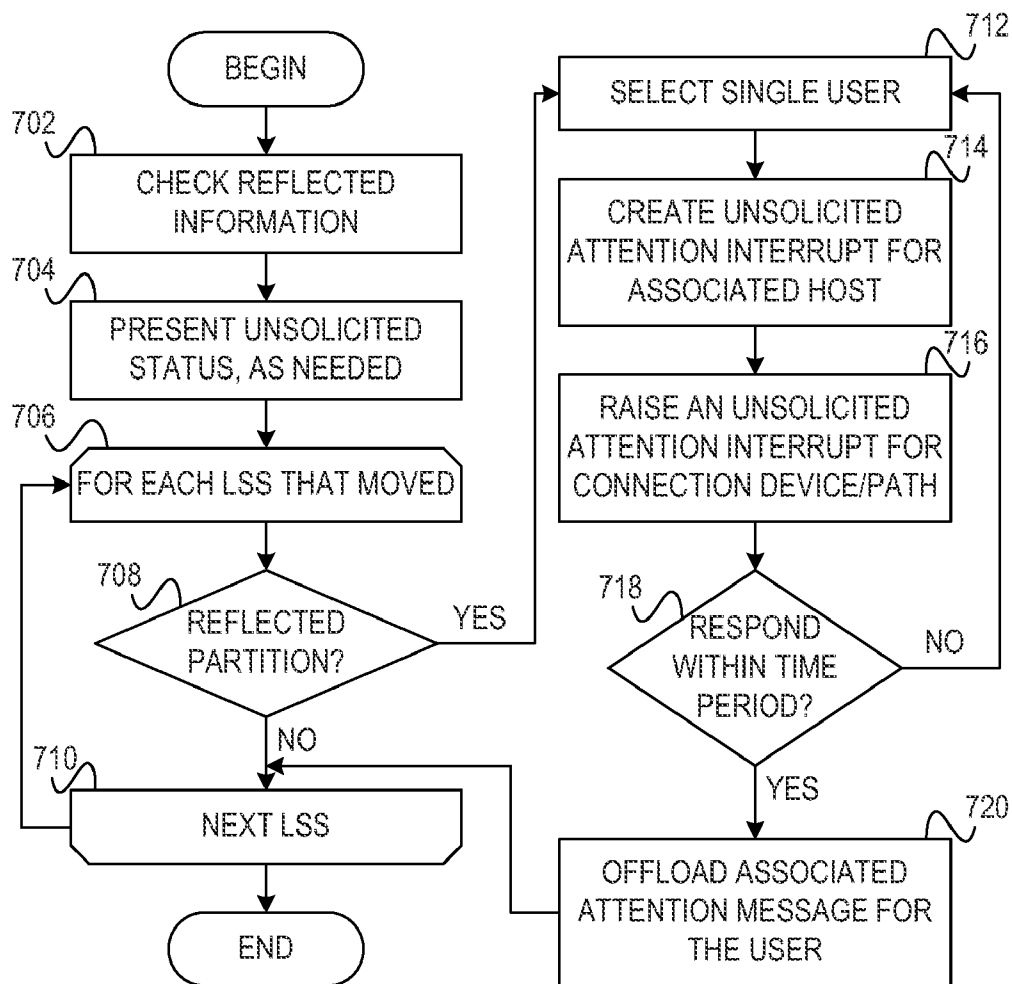 BEGIN
702
CHECK REFLECTED
INFORMATION
704
PRESENT UNSOLICITED
STATUS, AS NEEDED
706
FOR EACH LSS THAT MOVED
708
REFLECTED
PARTITION?
YES
NO
710
NEXT LSS
END
712
SELECT SINGLE USER
714
CREATE UNSOLICITED
ATTENTION INTERRUPT FOR
ASSOCIATED HOST
716
RAISE AN UNSOLICITED
ATTENTION INTERRUPT FOR
CONNECTION DEVICE/PATH
718
RESPOND
WITHIN TIME
PERIOD?
NO
YES
720
OFFLOAD ASSOCIATED
ATTENTION MESSAGE FOR
THE USER